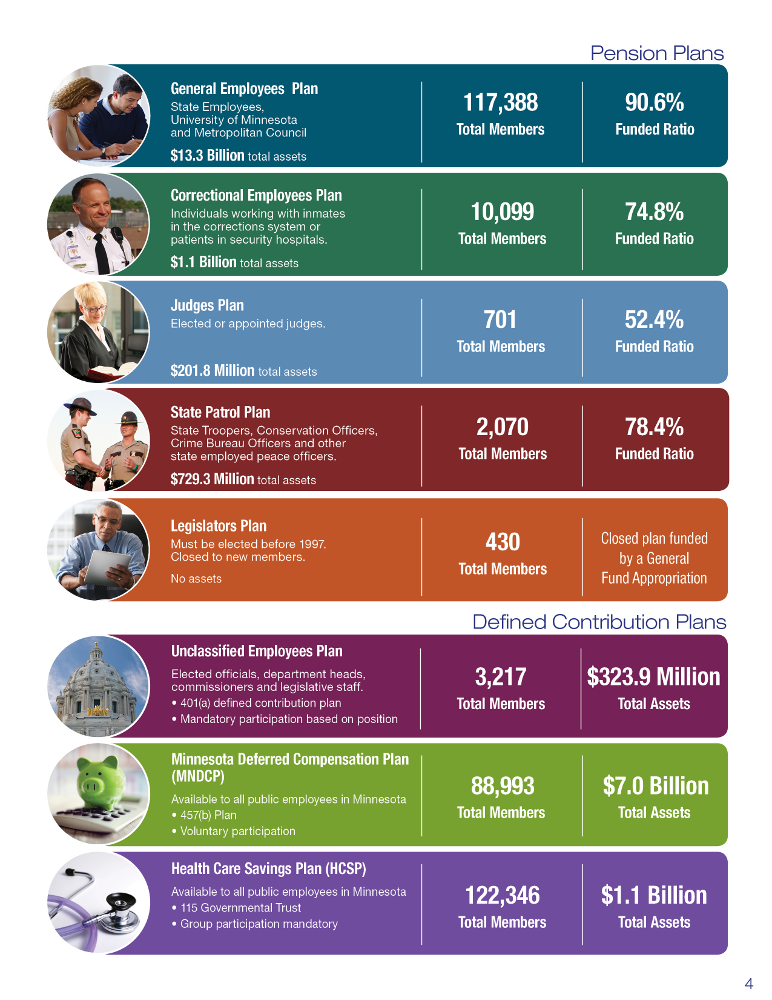 Pension Plans
General Employees Plan
State Employees,
University of Minnesota
and Metropolitan Council
$13.3 Billion total assets
117,388
Total Members
90.6%
Funded Ratio
Correctional Employees Plan
Individuals working with inmates
in the corrections system or
patients in security hospitals.
$1.1 Billion total assets
10,099
Total Members
74.8%
Funded Ratio
Judges Plan
Elected or appointed judges.
$201.8 Million total assets
701
Total Members
52.4%
Funded Ratio
State Patrol Plan
State Troopers, Conservation Officers,
Crime Bureau Officers and other
state employed peace officers.
$729.3 Million total assets
2,070
Total Members
78.4%
Funded Ratio
Legislators Plan
Must be elected before 1997.
Closed to new members.
No assets
430
Total Members
Closed plan funded
by a General
Fund Appropriation
Defined Contribution Plans
Unclassified Employees Plan
Elected officials, department heads,
commissioners and legislative staff.
• 401(a) defined contribution plan
• Mandatory participation based on position
3,217
Total Members
$323.9 Million
Total Assets
Minnesota Deferred Compensation Plan
(MNDCP)
Available to all public employees in Minnesota
• 457(b) Plan
• Voluntary participation
88,993
Total Members
$7.0 Billion
Total Assets
Health Care Savings Plan (HCSP)
Available to all public employees in Minnesota
• 115 Governmental Trust
• Group participation mandatory
122,346
Total Members
$1.1 Billion
Total Assets
4